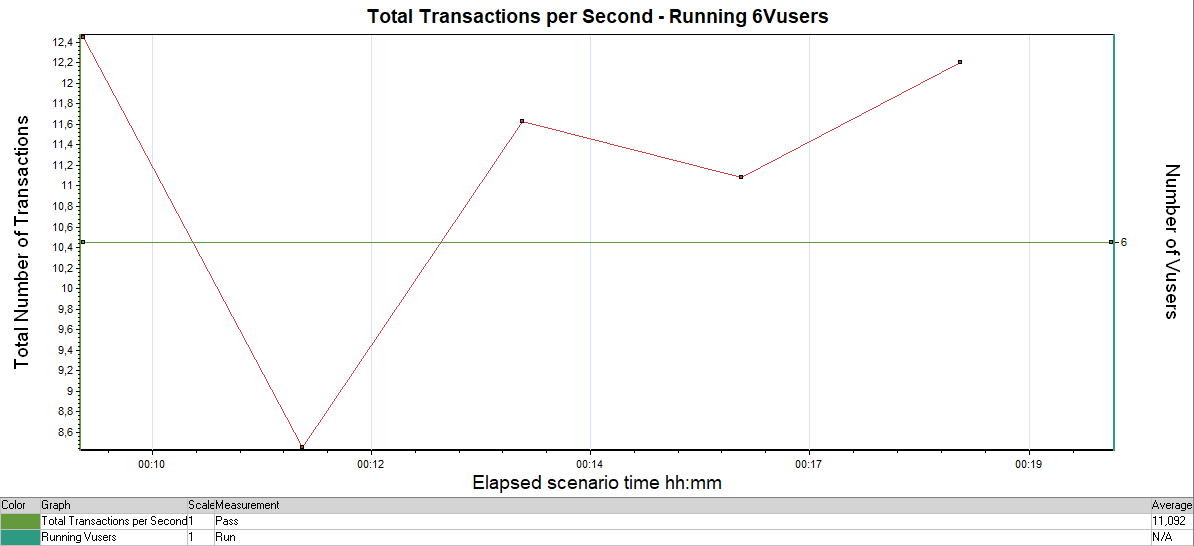 Total Transactions per Second - Running 6Vusers
Total Number of Transactions
12,4
12,2
12
11,8
11,6
11,4
11,2
11
10,8
10,6
10,4
10,2
10
9,8
9,6
9,4
9,2
9
8,8
8,6
6
Number of Vusers
00:10 00:12 00:14 00:17 00:19
Elapsed scenario time hh:mm
Color Graph Scale Measurement Average
Total Transactions per Second 1 Pass 11,092
Running Vusers 1 Run N/A